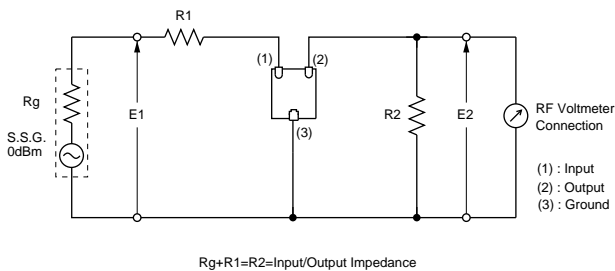 R1
(1)
(2)
Rg
E1
R2
E2
RF Voltmeter
Connection
S.S.G.
0dBm
(3)
(1) : Input
(2) : Output
(3) : Ground
Rg+R1=R2=Input/Output Impedance